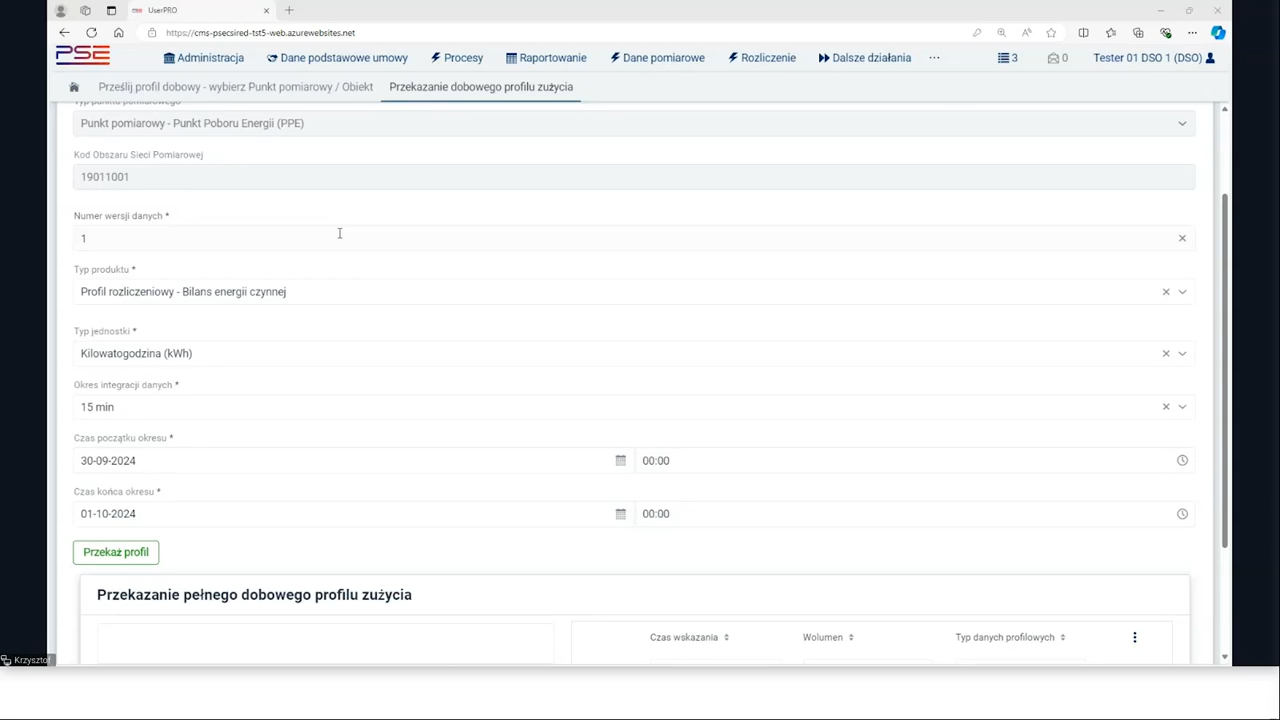 UserPRO
https://cms-psecsired-tst5-web.azurewebsites.net
PSE
Administracja
Dane podstawowe umowy
Procesy
Raportowanie
Dane pomiarowe
Rozliczenie
Dalsze działania
3
0
Tester 01 DSO 1 (DSO)
Prześlij profil dobowy - wybierz Punkt pomiarowy / Obiekt
Przekazanie dobowego profilu zużycia
Typ punktu pomiarowego
Punkt pomiarowy - Punkt Poboru Energii (PPE)
Kod Obszaru Sieci Pomiarowej
19011001
Numer wersji danych *
1
Typ produktu *
Profil rozliczeniowy - Bilans energii czynnej
Typ jednostki *
Kilowatogodzina (kWh)
Okres integracji danych *
15 min
Czas początku okresu *
30-09-2024 00:00
Czas końca okresu *
01-10-2024 00:00
Przekaż profil
Przekazanie pełnego dobowego profilu zużycia
Czas wskazania Wolumen Typ danych profilowych
Krzysztof